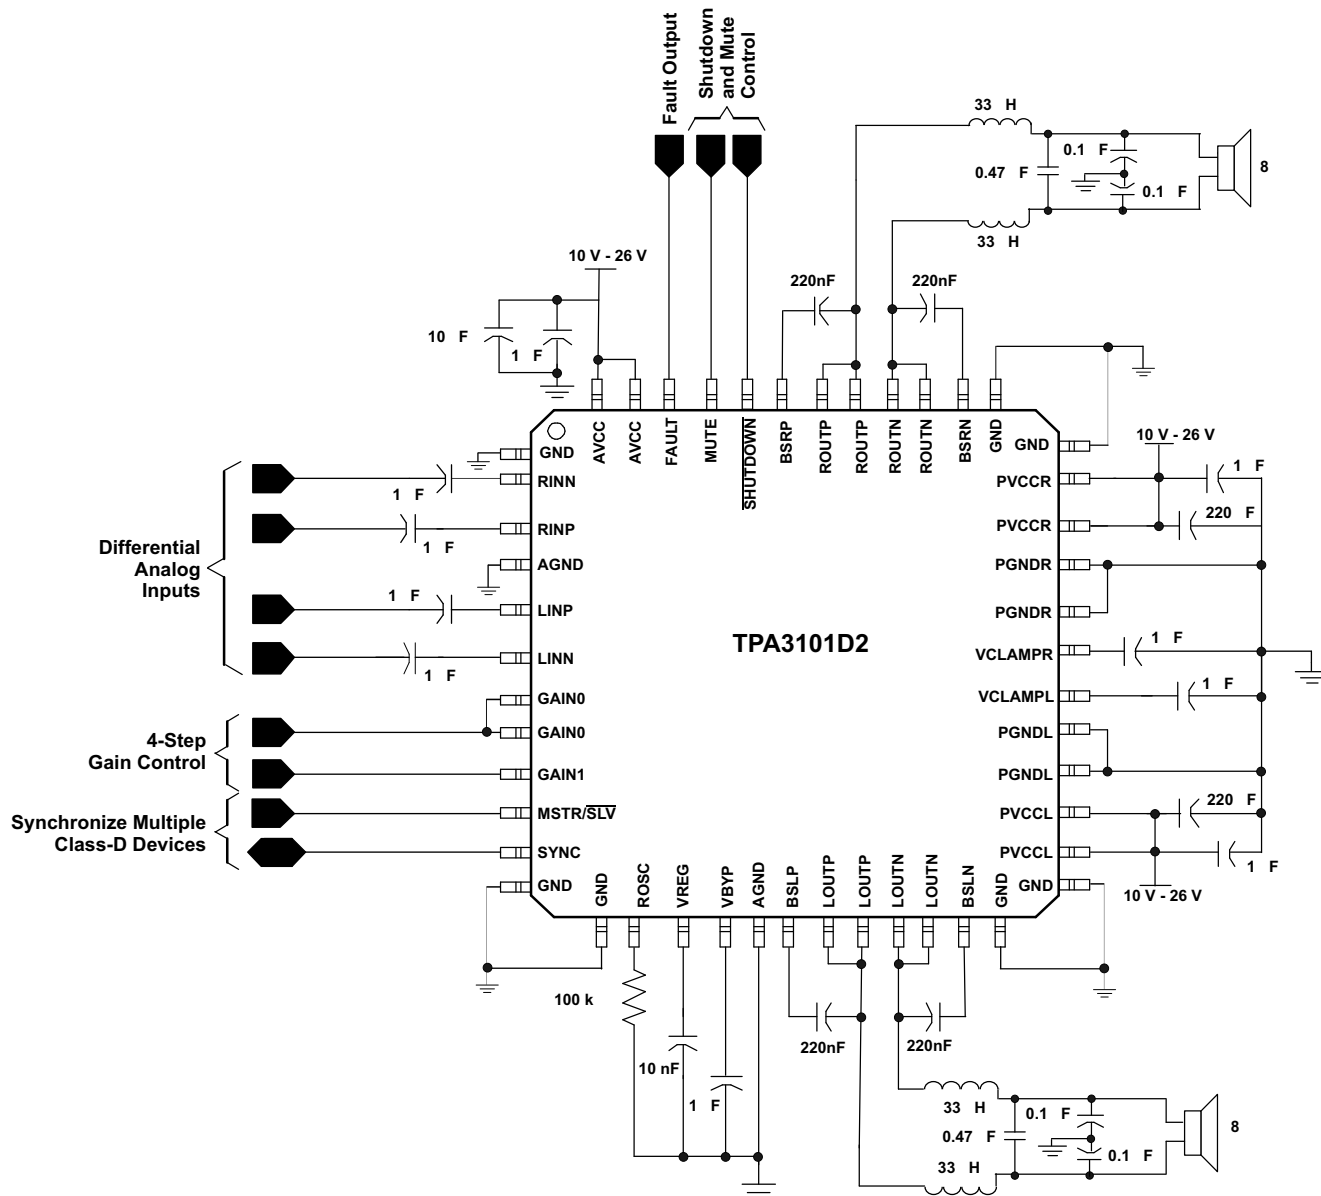 Fault Output
Shutdown
and Mute
Control
33 H
0.1 F
0.47 F
0.1 F
8
33 H
10 V - 26 V
220nF
220nF
10 F
1 F
AVCC
AVCC
FAULT
MUTE
SHUTDOWN
BSRP
ROUTP
ROUTP
ROUTN
ROUTN
BSRN
GND
GND
RINN
RINP
AGND
LINP
LINN
GAIN0
GAIN0
GAIN1
MSTR/SLV
SYNC
GND
1 F
1 F
1 F
1 F
Differential
Analog
Inputs
4-Step
Gain Control
Synchronize Multiple
Class-D Devices
TPA3101D2
GND
PVCCR
PVCCR
PGNDR
PGNDR
VCLAMPR
VCLAMPL
PGNDL
PGNDL
PVCCL
PVCCL
GND
10 V - 26 V
1 F
220 F
1 F
1 F
220 F
1 F
10 V - 26 V
GND
ROSC
VREG
VBYP
AGND
BSLP
LOUTP
LOUTP
LOUTN
LOUTN
BSLN
GND
100 k
10 nF
1 F
220nF
220nF
33 H
0.1 F
0.47 F
0.1 F
8
33 H